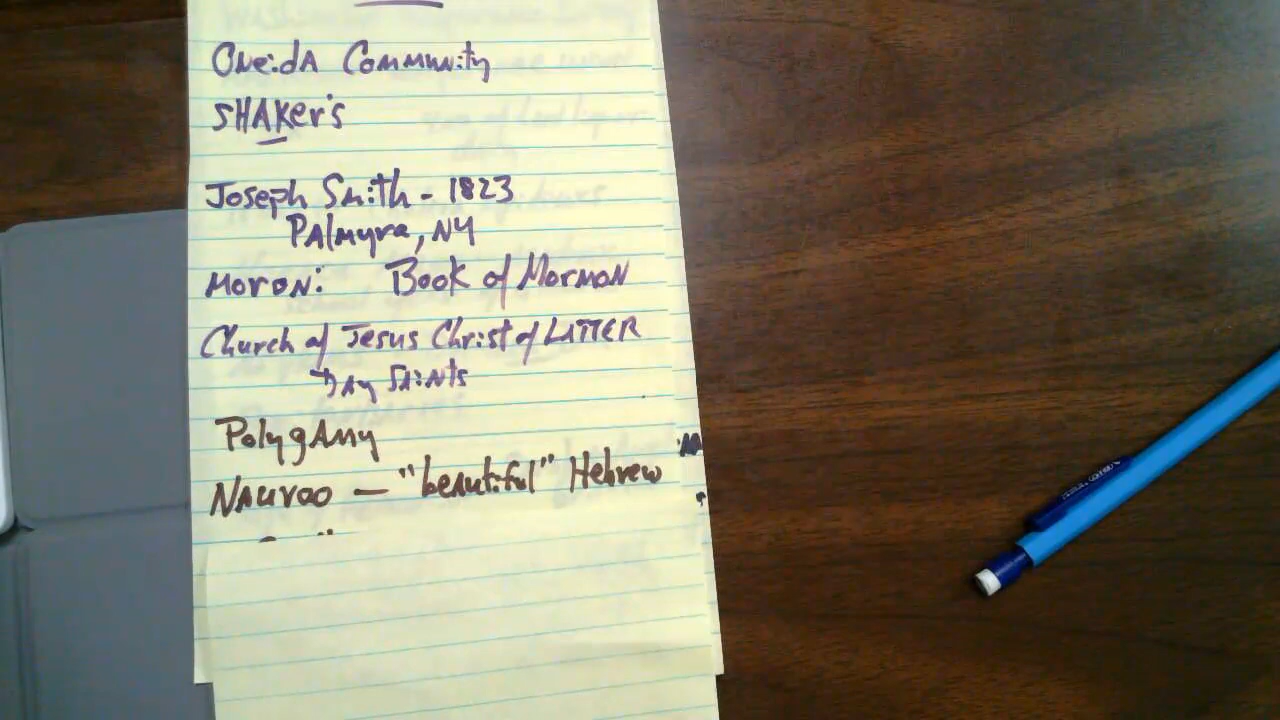 Oneida Community
SHAKer's
Joseph Smith - 1823
PAlmyra, NY
Moroni Book of Mormon
Church of Jesus Christ of LATTER
Day SAints
PolygAmy
NAuvoo — "beautiful" Hebrew